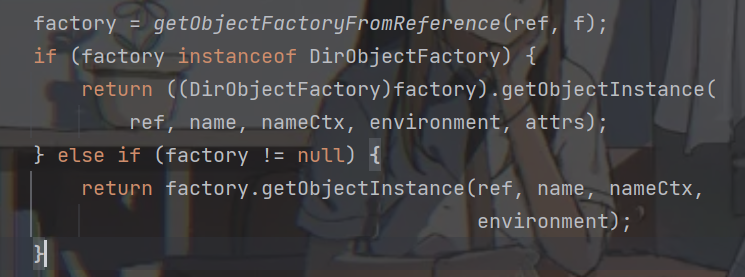 factory = getObjectFactoryFromReference(ref, f);
if (factory instanceof DirObjectFactory) {
    return ((DirObjectFactory)factory).getObjectInstance(
        ref, name, nameCtx, environment, attrs);
} else if (factory != null) {
    return factory.getObjectInstance(ref, name, nameCtx,
                                     environment);
}